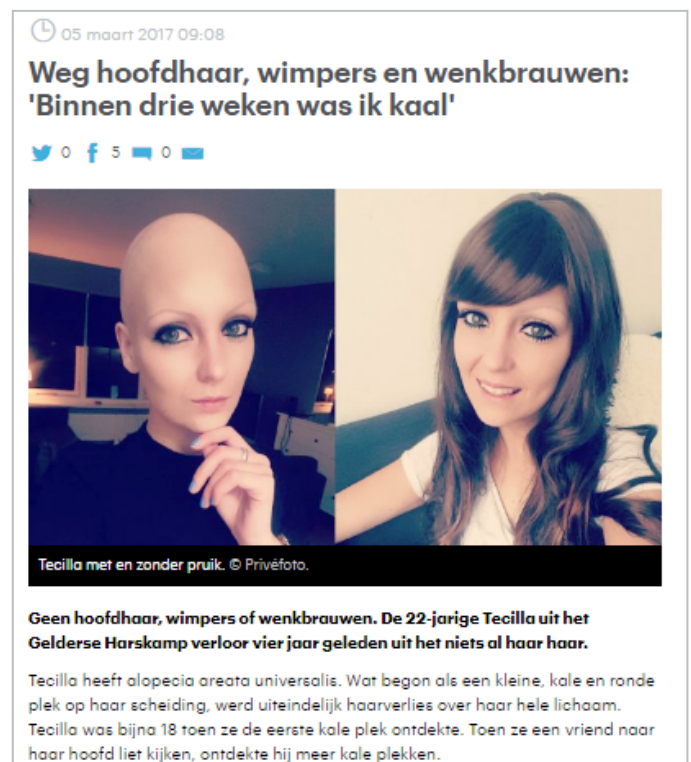 05 maart 2017 09:08
Weg hoofdhaar, wimpers en wenkbrauwen:
'Binnen drie weken was ik kaal'
0 5 0
Tecilla met en zonder pruik. © Privéfoto.
Geen hoofdhaar, wimpers of wenkbrauwen. De 22-jarige Tecilla uit het
Gelderse Harskamp verloor vier jaar geleden uit het niets al haar haar.
Tecilla heeft alopecia areata universalis. Wat begon als een kleine, kale en ronde
plek op haar scheiding, werd uiteindelijk haarverlies over haar hele lichaam.
Tecilla was bijna 18 toen ze de eerste kale plek ontdekte. Toen ze een vriend naar
haar hoofd liet kijken, ontdekte hij meer kale plekken.